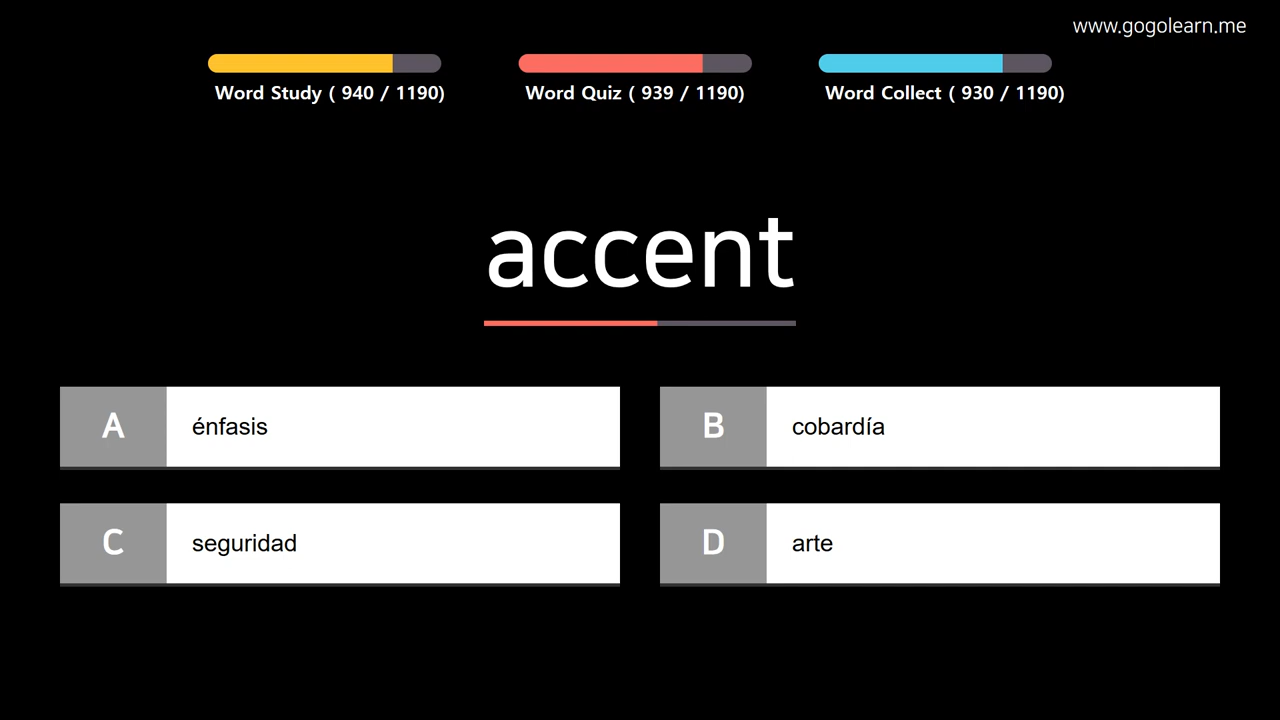 www.gogolearn.me
Word Study ( 940 / 1190)
Word Quiz ( 939 / 1190)
Word Collect ( 930 / 1190)
accent
A énfasis
B cobardía
C seguridad
D arte